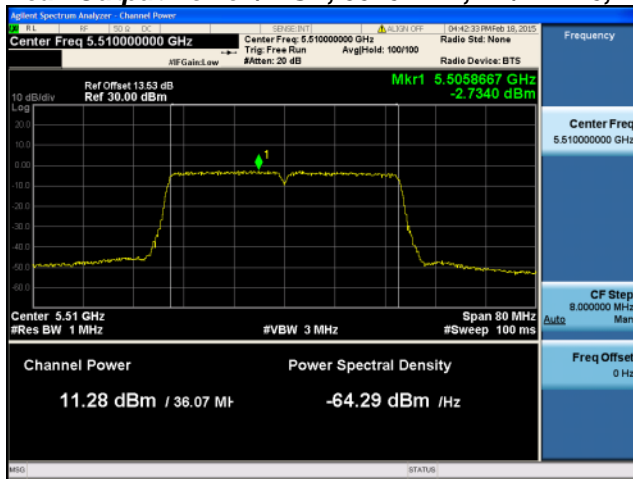 Agilent Spectrum Analyzer - Channel Power
RL RF 50 Ω DC SENSE:INT ALIGN OFF 04:42:33 PM Feb 18, 2015
Center Freq 5.510000000 GHz
Center Freq: 5.510000000 GHz
Radio Std: None
Trig: Free Run Avg|Hold: 100/100
#IFGain:Low #Atten: 20 dB Radio Device: BTS
Frequency
Mkr1 5.5058667 GHz
-2.7340 dBm
Ref Offset 13.53 dB
10 dB/div Ref 30.00 dBm
Log
20.0
10.0
0.00
-10.0
-20.0
-30.0
-40.0
-50.0
-60.0
1
Center 5.51 GHz Span 80 MHz
#Res BW 1 MHz #VBW 3 MHz #Sweep 100 ms
Channel Power Power Spectral Density
11.28 dBm / 36.07 MH -64.29 dBm /Hz
Center Freq
5.510000000 GHz
CF Step
8.000000 MHz
Auto Man
Freq Offset
0 Hz
MSG STATUS